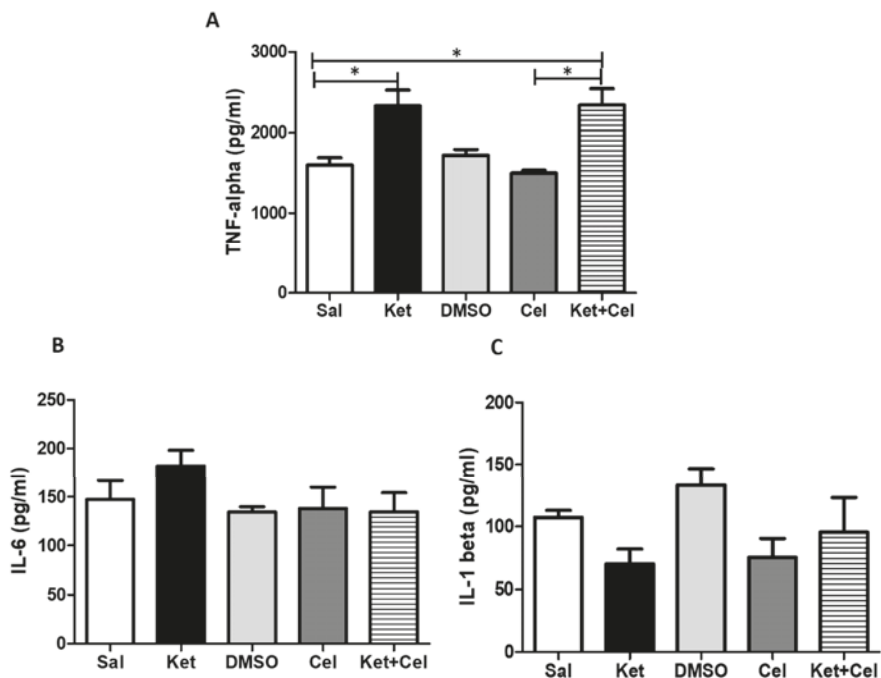 A
TNF-alpha (pg/ml)
3000
2000
1000
0
*
*
*
Sal Ket DMSO Cel Ket+Cel
B
IL-6 (pg/ml)
250
200
150
100
50
0
Sal Ket DMSO Cel Ket+Cel
C
IL-1 beta (pg/ml)
200
150
100
50
0
Sal Ket DMSO Cel Ket+Cel